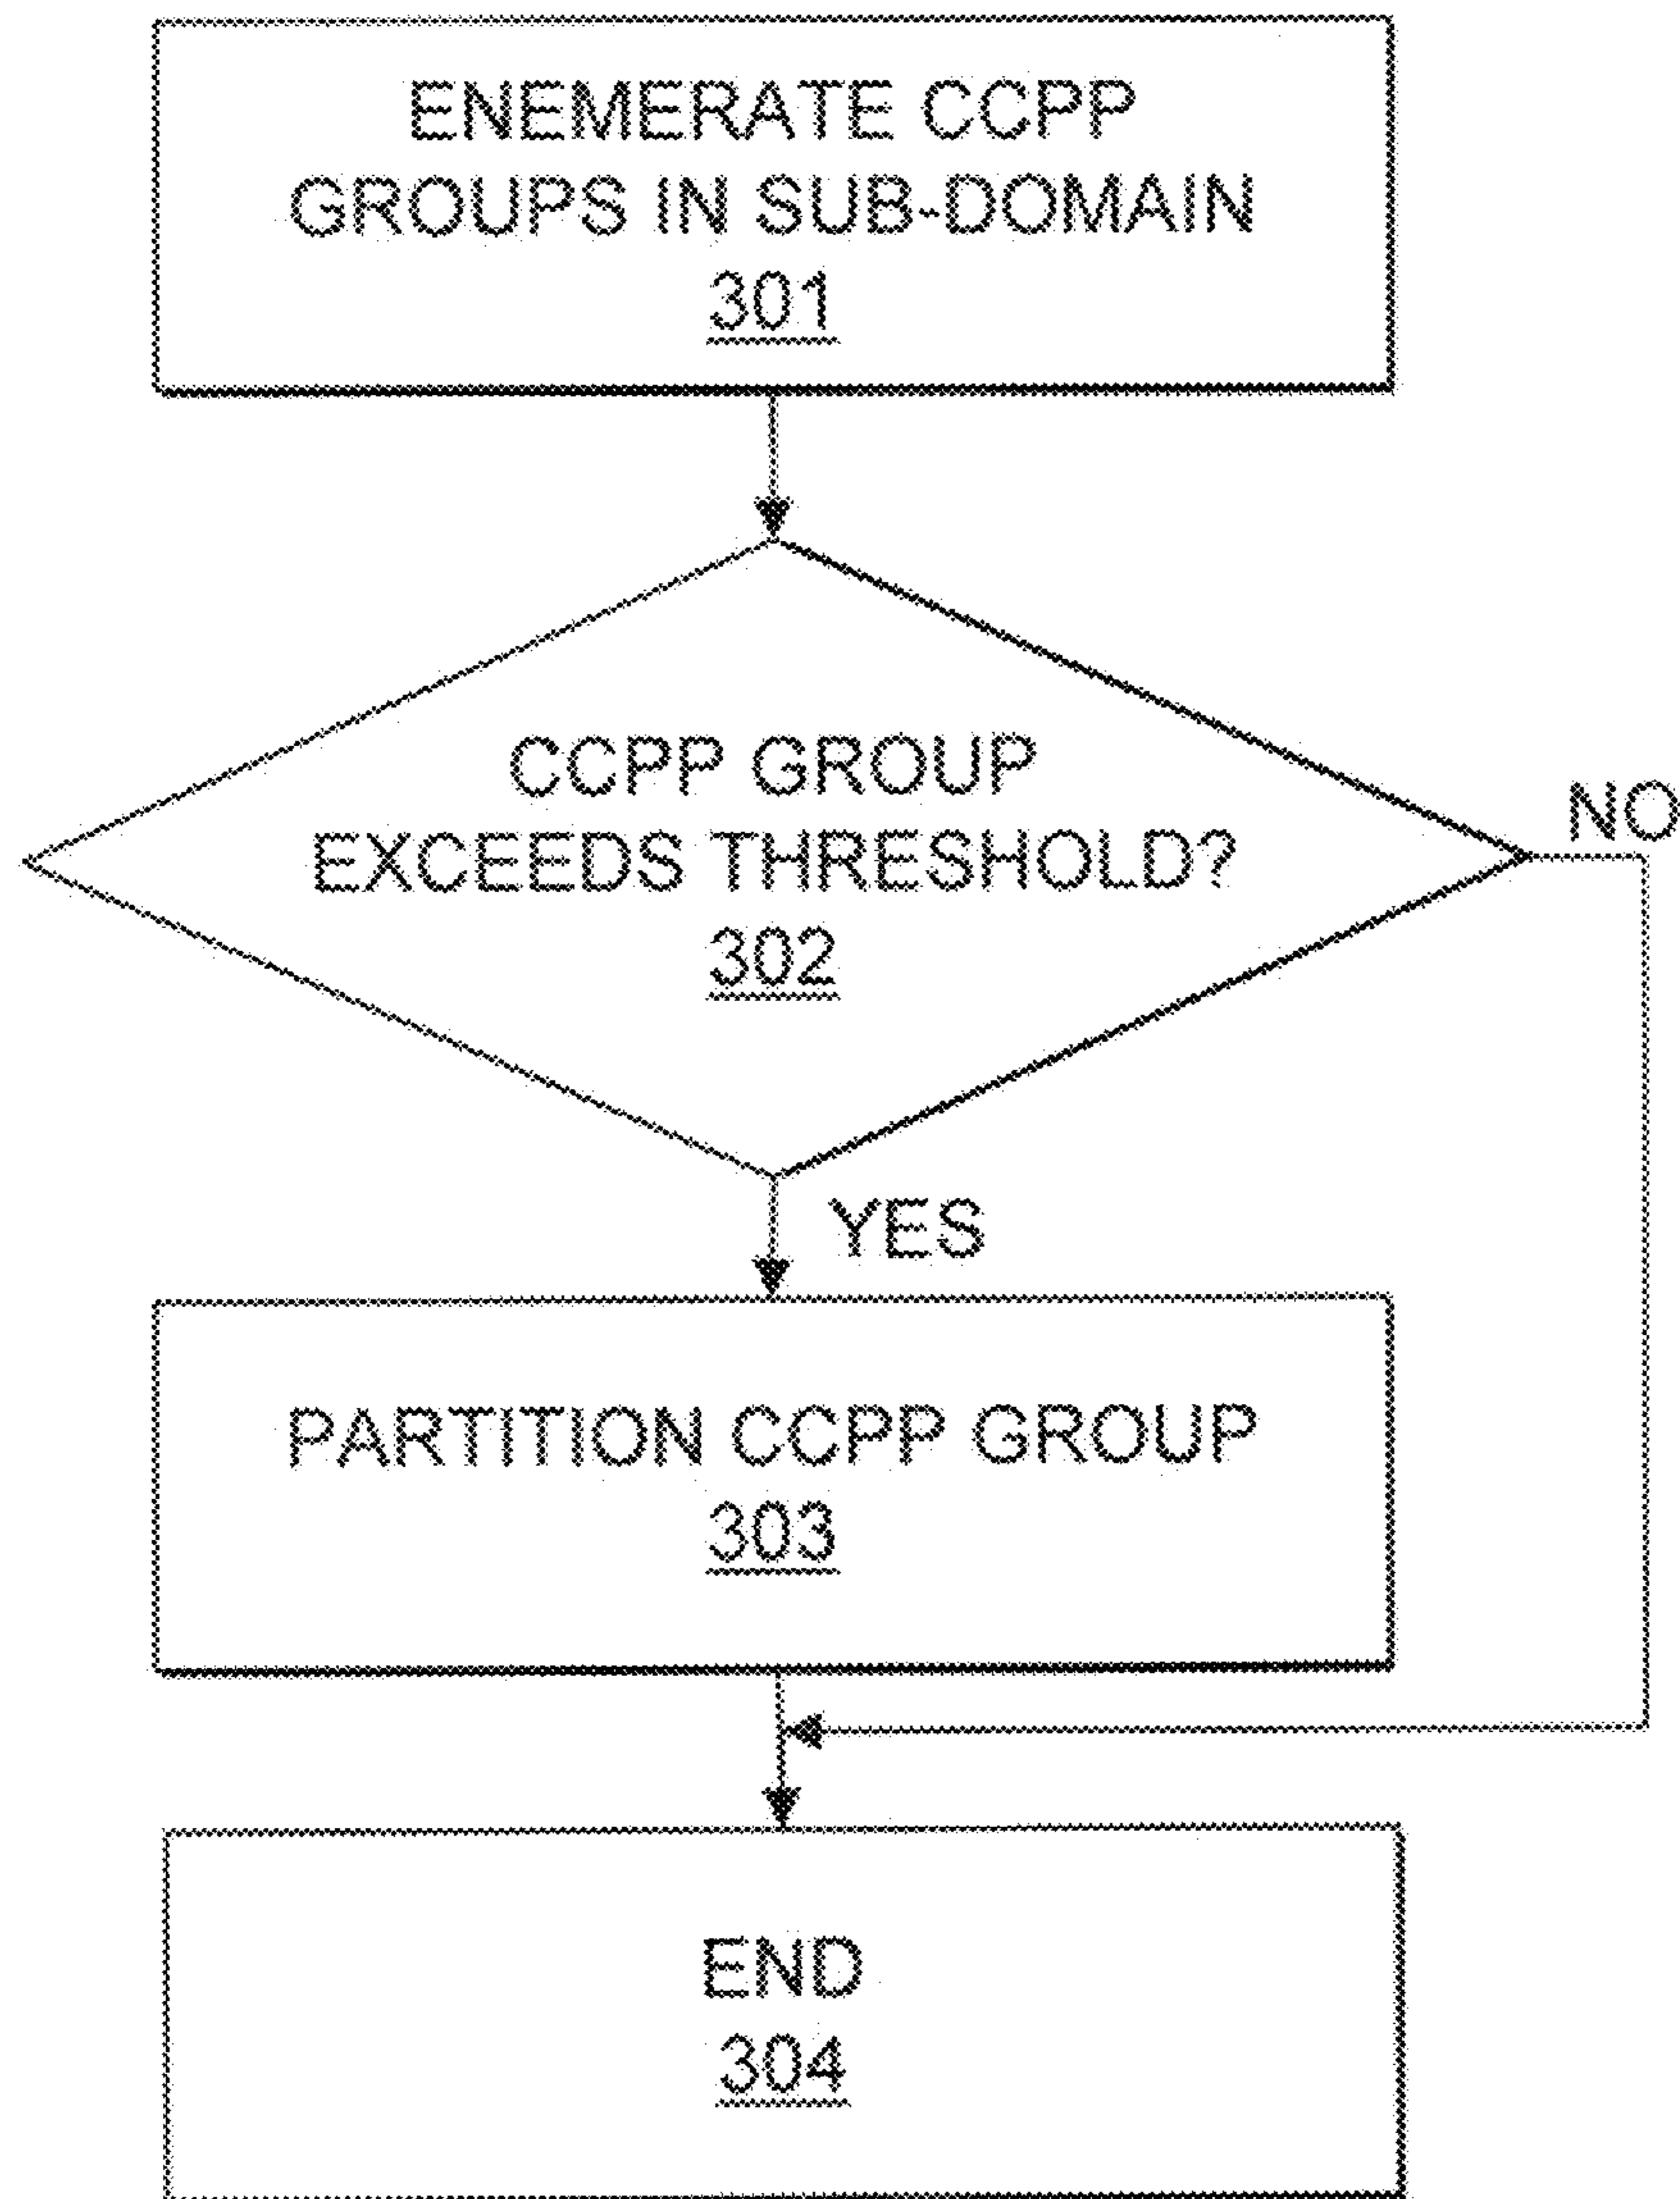 ENEMERATE CCPP
GROUPS IN SUB-DOMAIN
301
CCPP GROUP
EXCEEDS THRESHOLD?
302
NO
YES
PARTITION CCPP GROUP
303
END
304